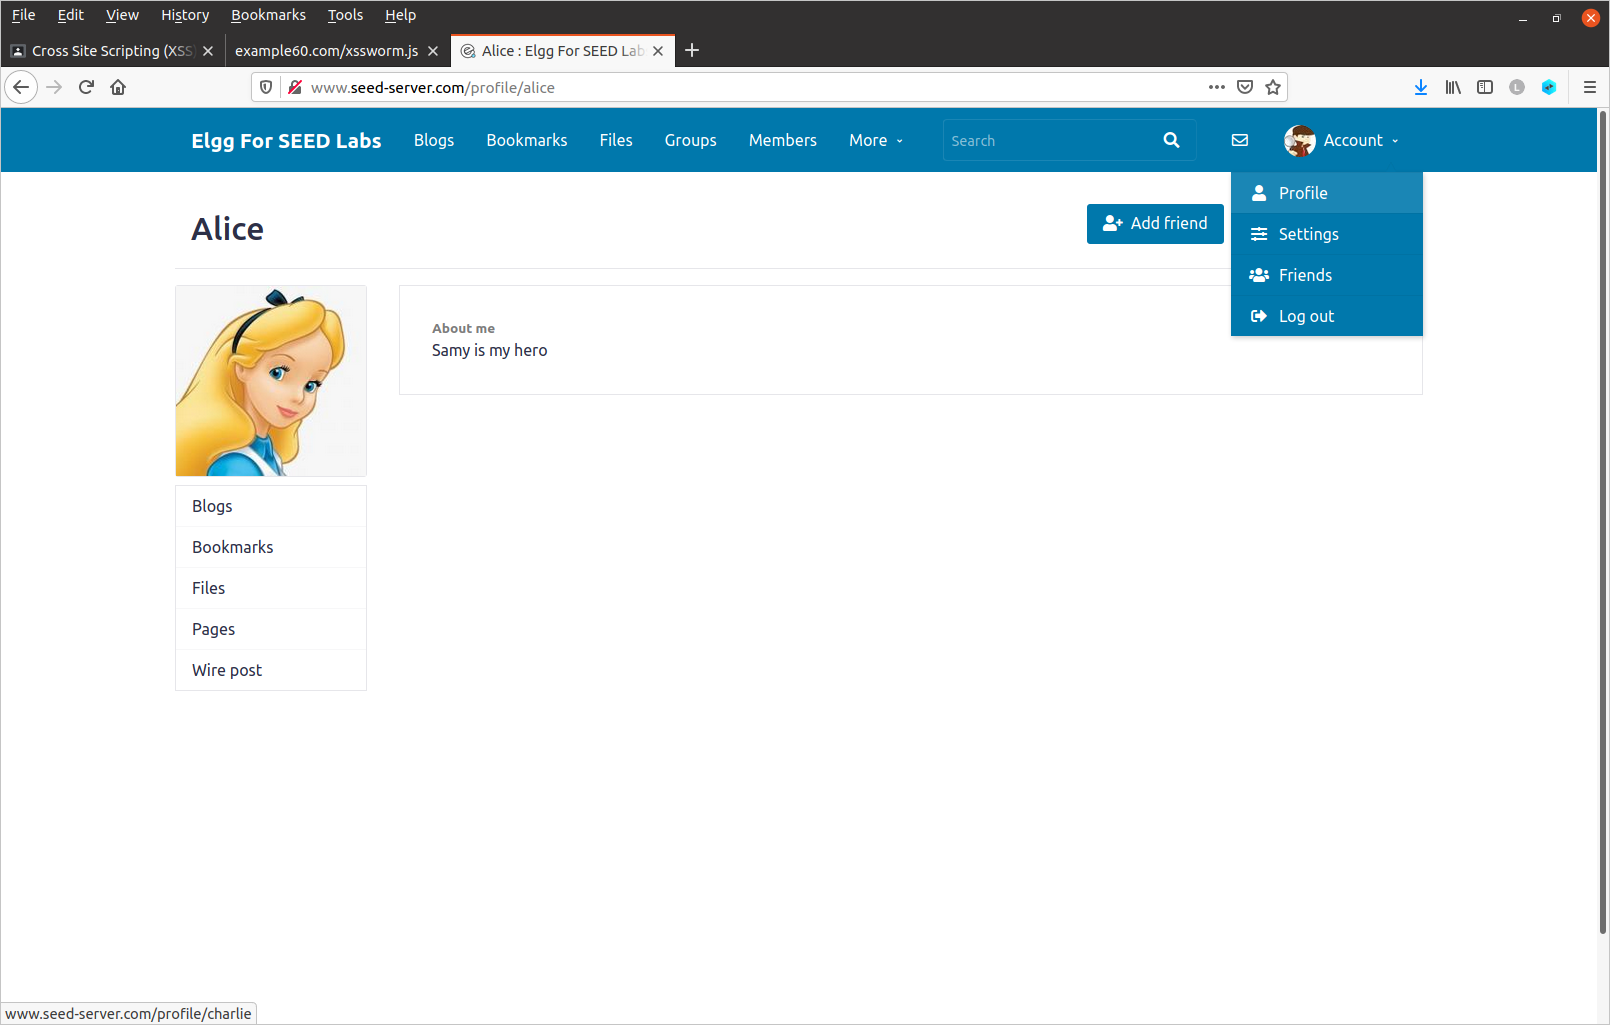 File Edit View History Bookmarks Tools Help
Cross Site Scripting (XSS)
example60.com/xssworm.js
Alice : Elgg For SEED Lab
www.seed-server.com/profile/alice
L
Elgg For SEED Labs Blogs Bookmarks Files Groups Members More Search Account
Profile
Settings
Friends
Log out
Alice
Add friend
About me
Samy is my hero
Blogs
Bookmarks
Files
Pages
Wire post
www.seed-server.com/profile/charlie